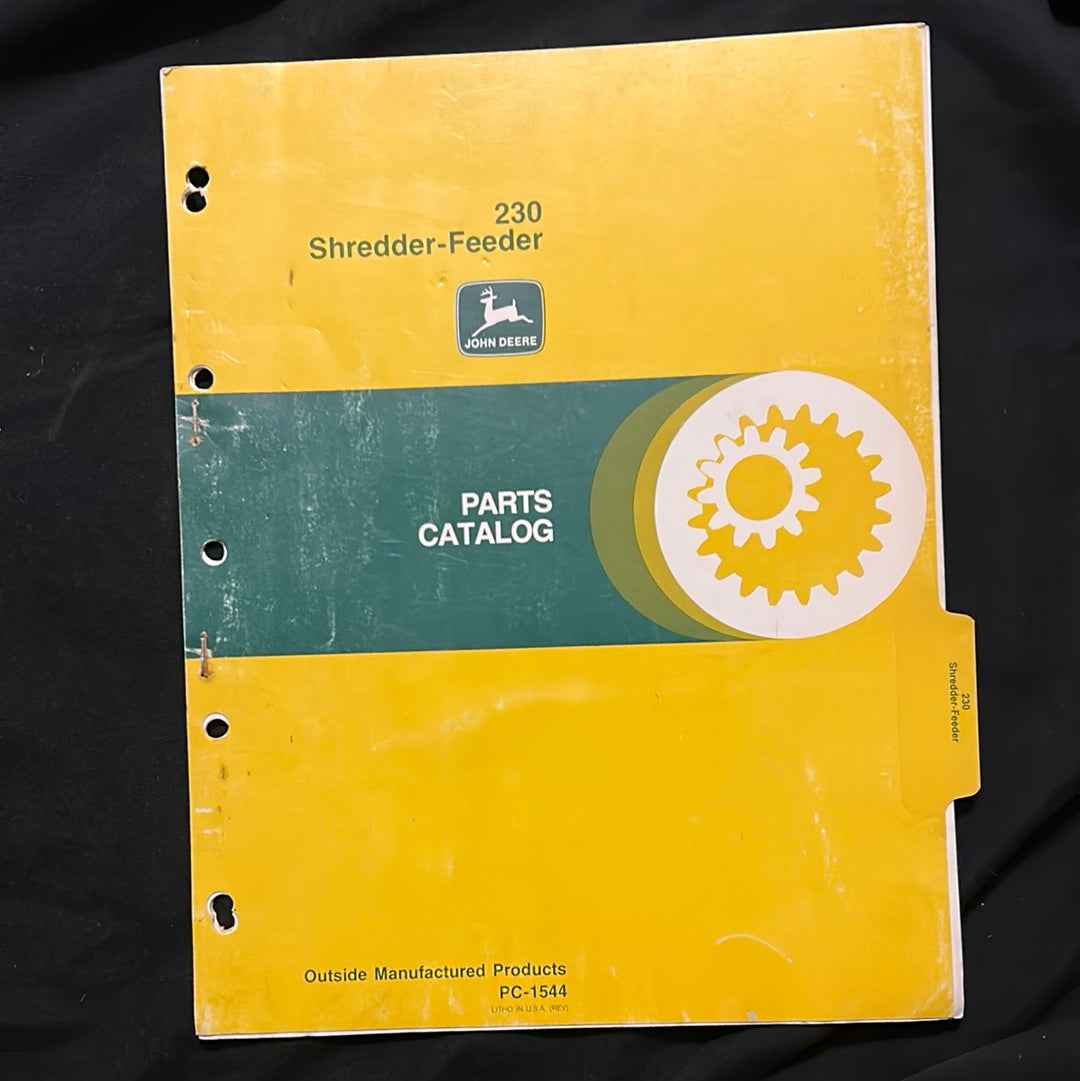 230
Shredder-Feeder
JOHN DEERE
PARTS
CATALOG
230
Shredder-Feeder
Outside Manufactured Products
PC-1544
LITHO IN U.S.A. (REV)